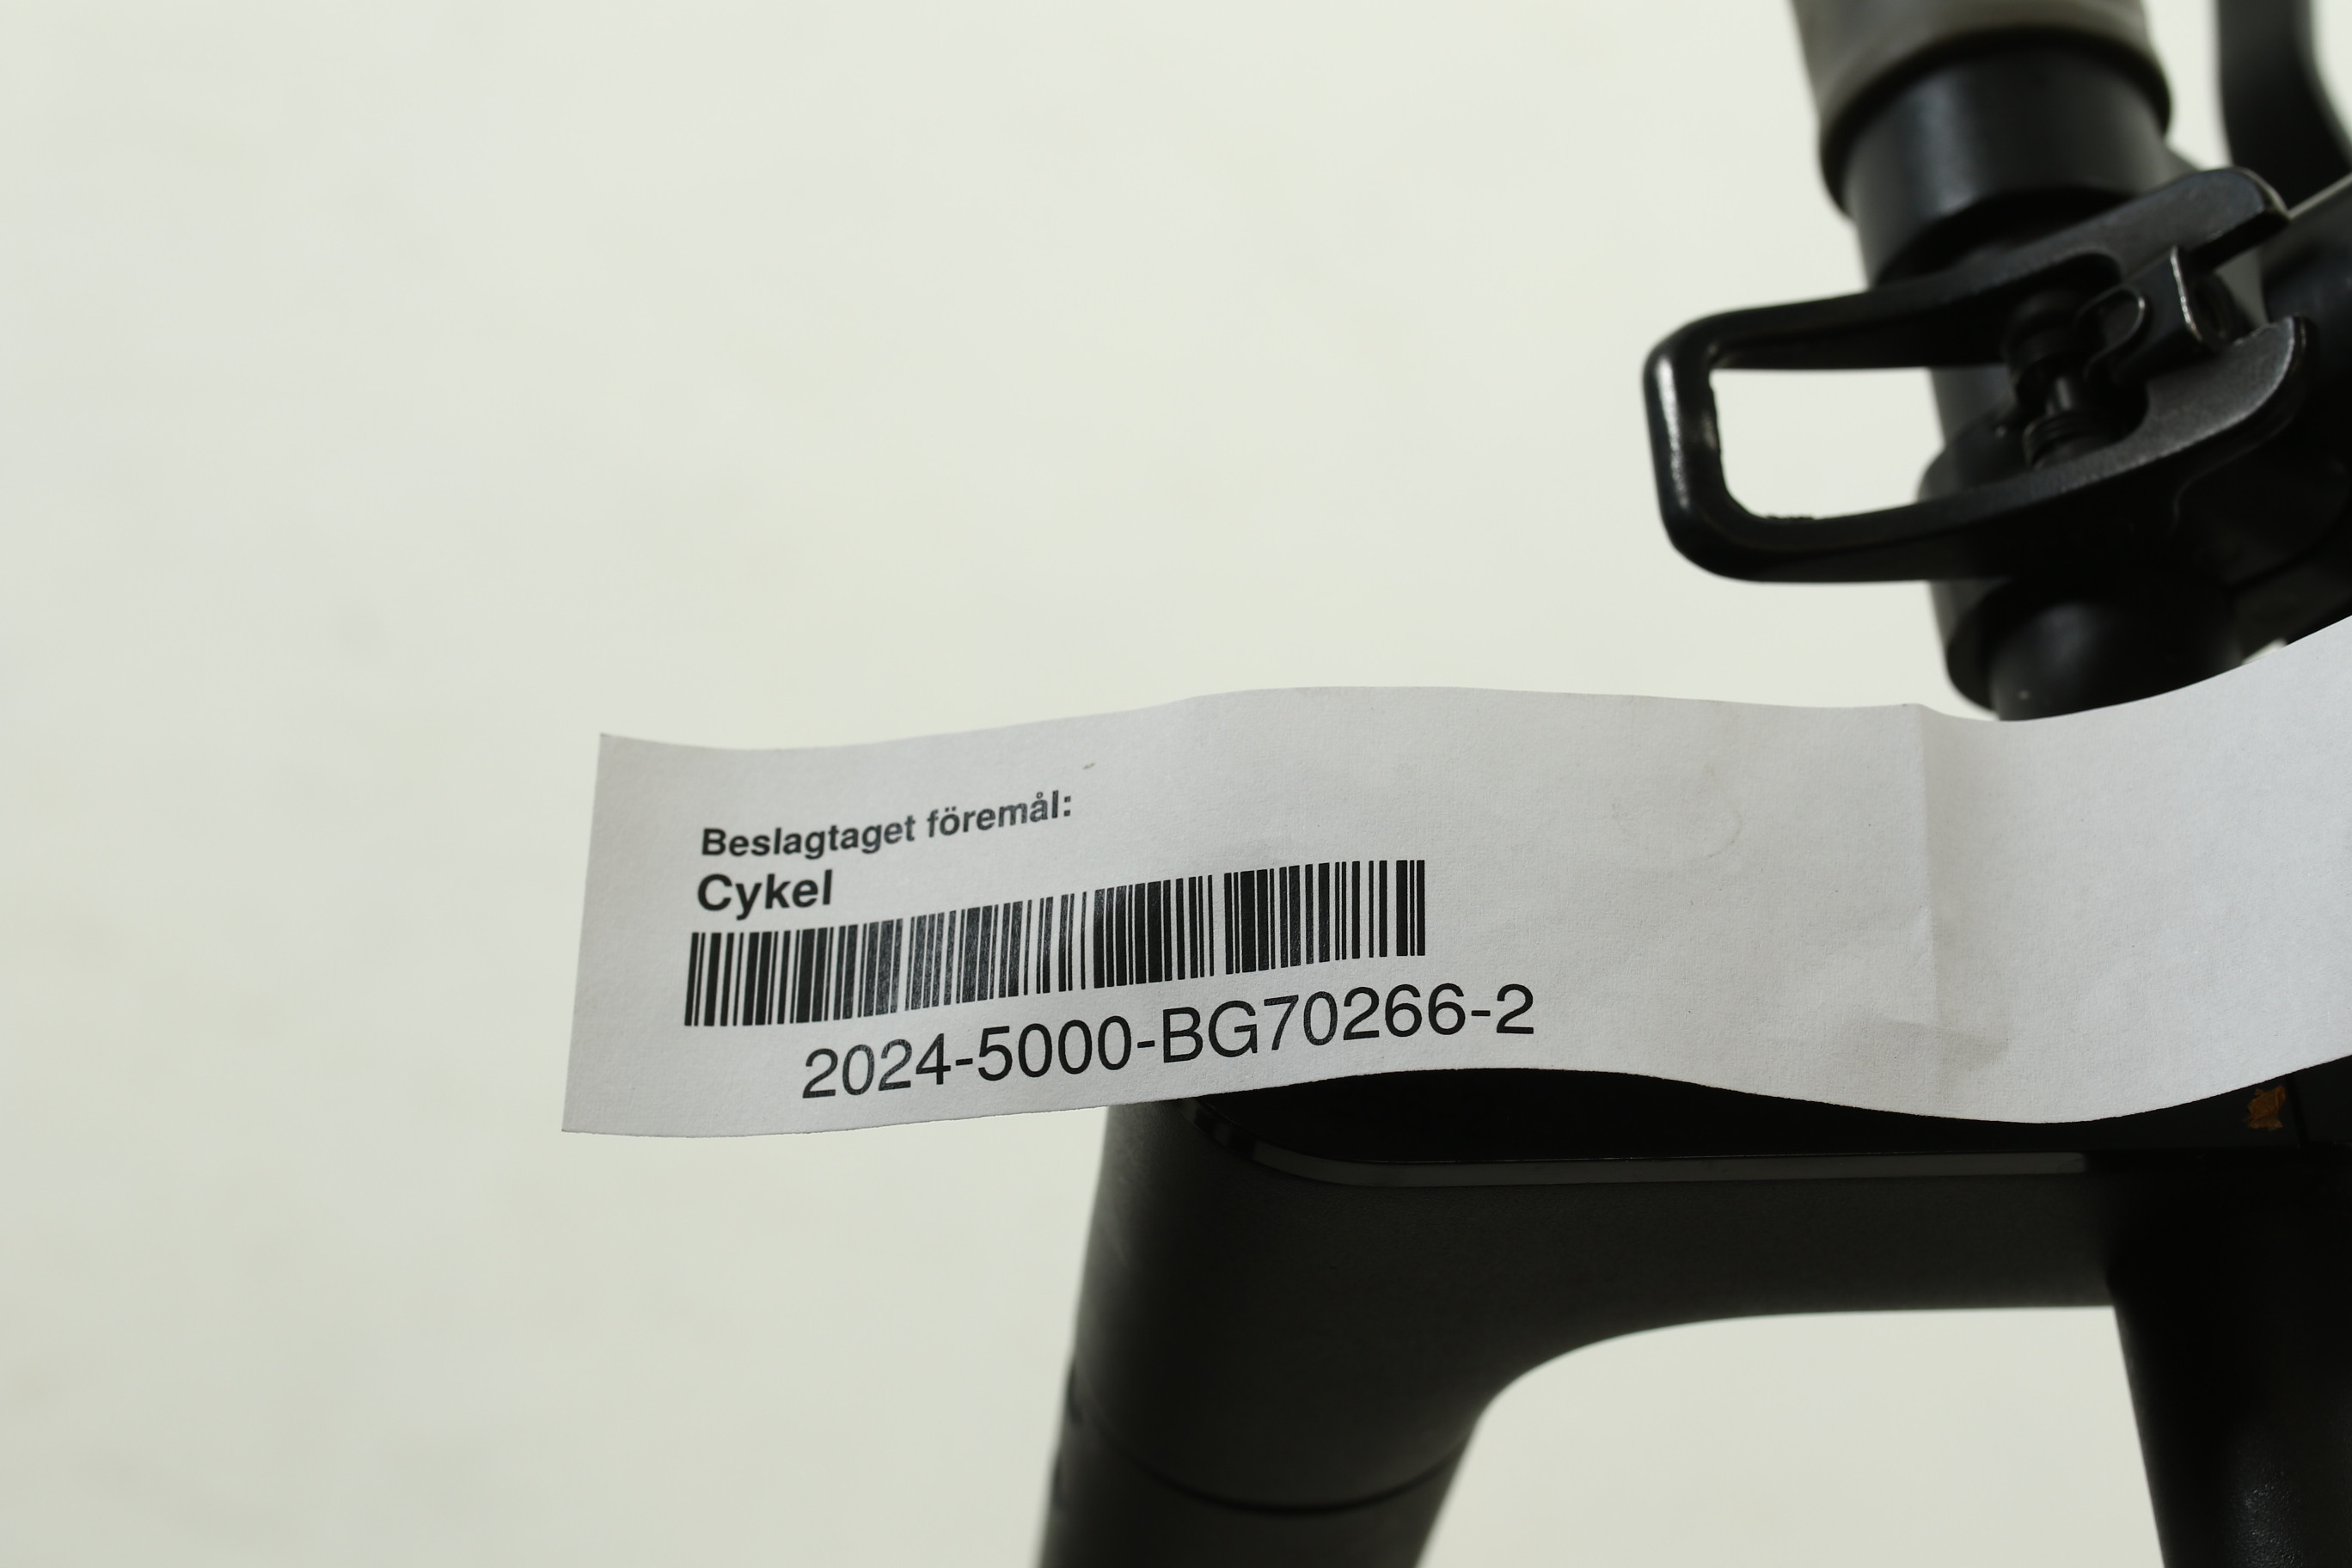 Beslagtaget föremål:
Cykel
2024-5000-BG70266-2